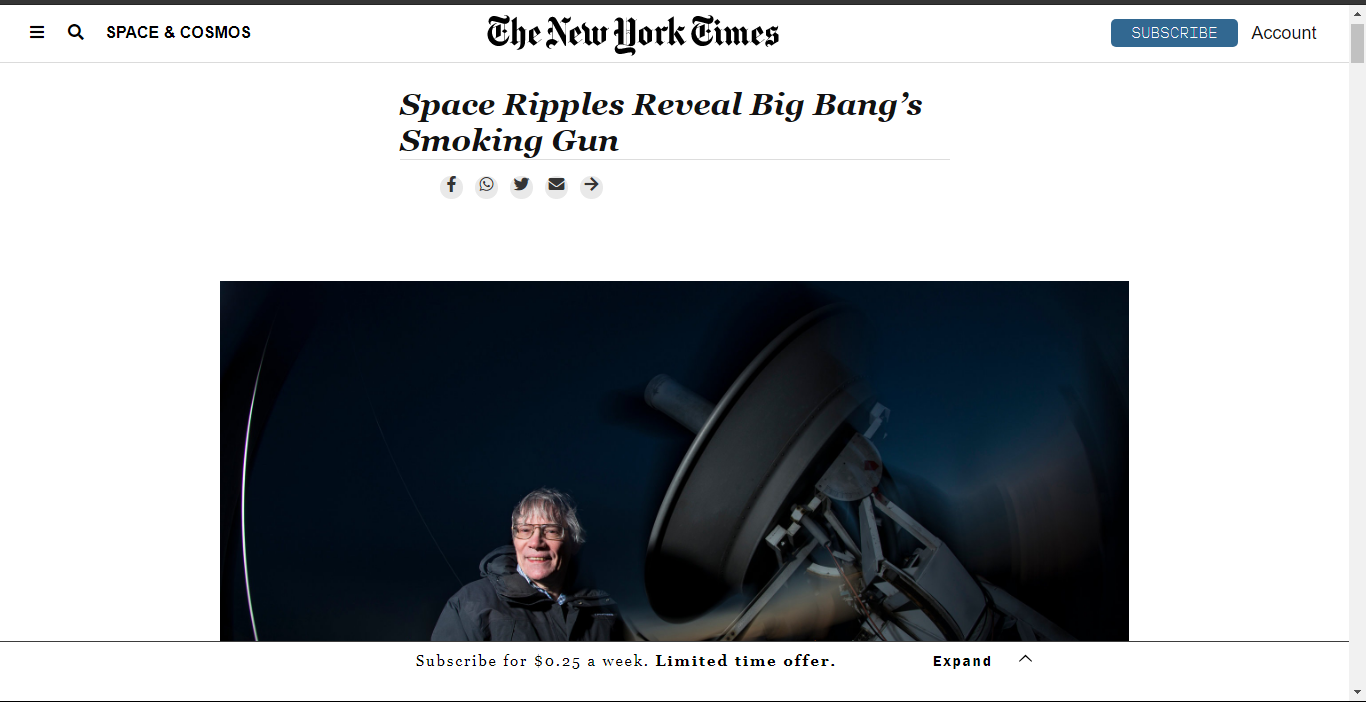 SPACE & COSMOS
The New York Times
SUBSCRIBE
Account
Space Ripples Reveal Big Bang’s
Smoking Gun
Subscribe for $0.25 a week. Limited time offer.
Expand